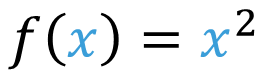 f(x) = x²